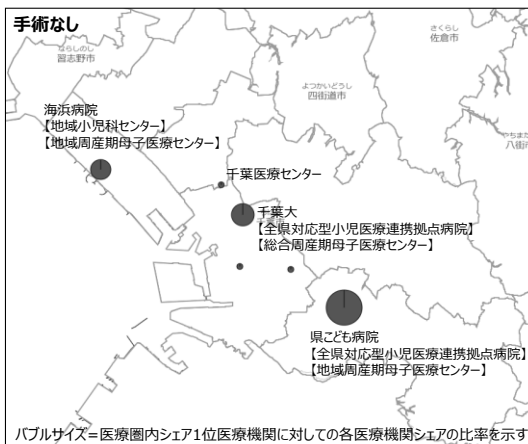 手術なし
ならしのし
習志野市
さくらし
佐倉市
よつかいどうし
四街道市
やちまた
八街市
海浜病院
【地域小児科センター】
【地域周産期母子医療センター】
千葉医療センター
千葉大
【全県対応型小児医療連携拠点病院】
【総合周産期母子医療センター】
県こども病院
【全県対応型小児医療連携拠点病院】
【地域周産期母子医療センター】
バブルサイズ=医療圏内シェア1位医療機関に対しての各医療機関シェアの比率を示す